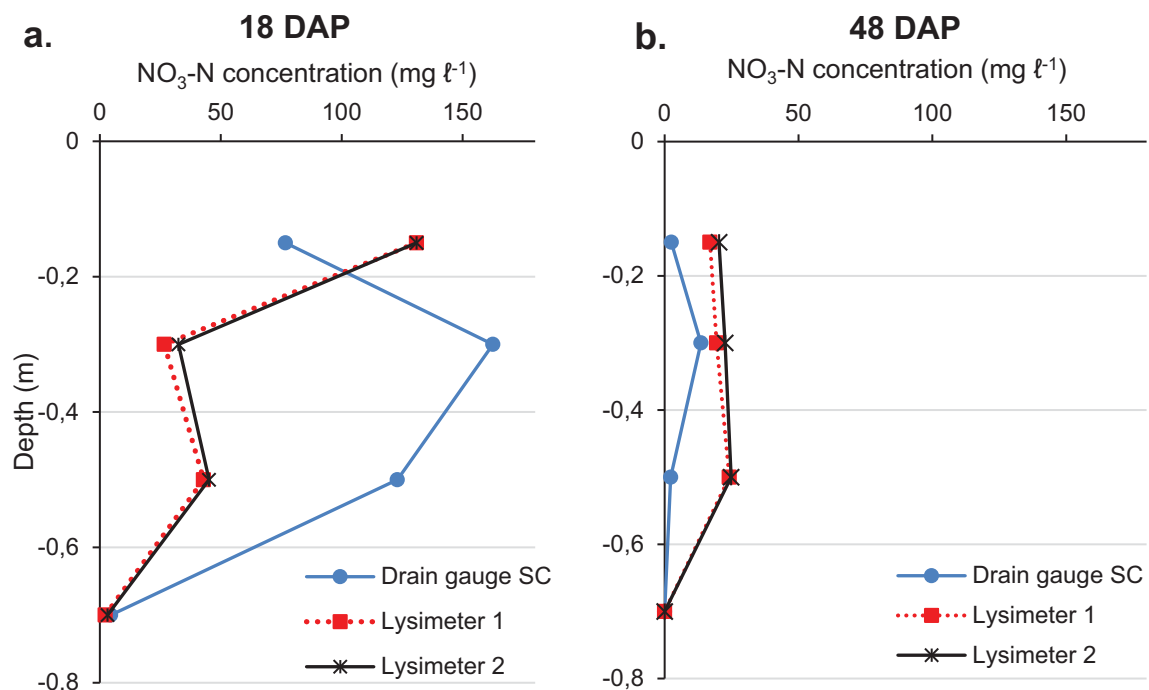 a.
18 DAP
NO₃-N concentration (mg ℓ⁻¹)
0 50 100 150
0
-0,2
-0,4
-0,6
-0,8
Depth (m)
Drain gauge SC
Lysimeter 1
Lysimeter 2
b.
48 DAP
NO₃-N concentration (mg ℓ⁻¹)
0 50 100 150
0
-0,2
-0,4
-0,6
-0,8
Drain gauge SC
Lysimeter 1
Lysimeter 2